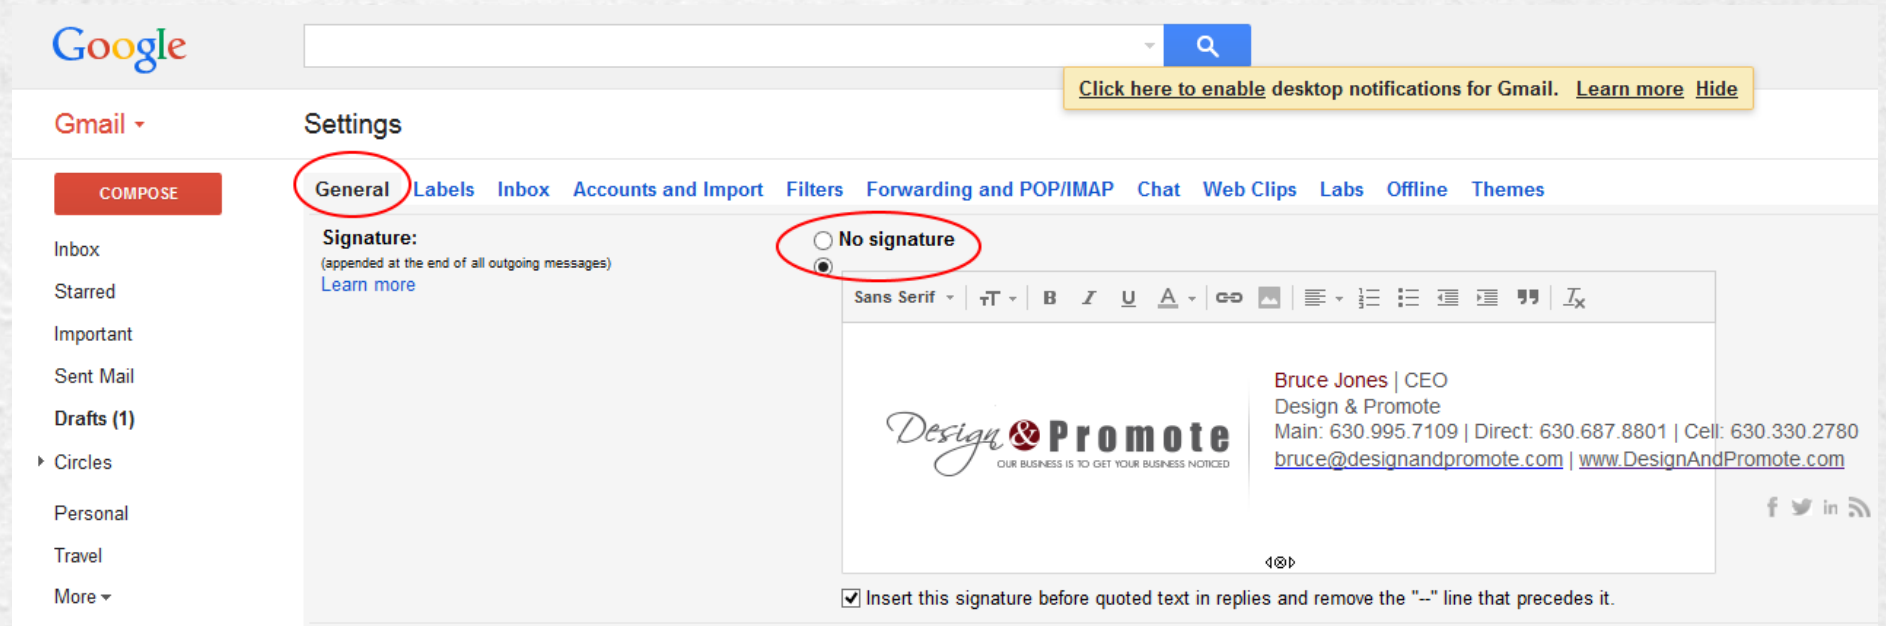 Google
Click here to enable desktop notifications for Gmail. Learn more Hide
Gmail
Settings
COMPOSE
General Labels Inbox Accounts and Import Filters Forwarding and POP/IMAP Chat Web Clips Labs Offline Themes
Inbox
Starred
Important
Sent Mail
Drafts (1)
Circles
Personal
Travel
More
Signature:
(appended at the end of all outgoing messages)
Learn more
No signature
Sans Serif
Design & Promote
OUR BUSINESS IS TO GET YOUR BUSINESS NOTICED
Bruce Jones | CEO
Design & Promote
Main: 630.995.7109 | Direct: 630.687.8801 | Cell: 630.330.2780
bruce@designandpromote.com | www.DesignAndPromote.com
Insert this signature before quoted text in replies and remove the "--" line that precedes it.